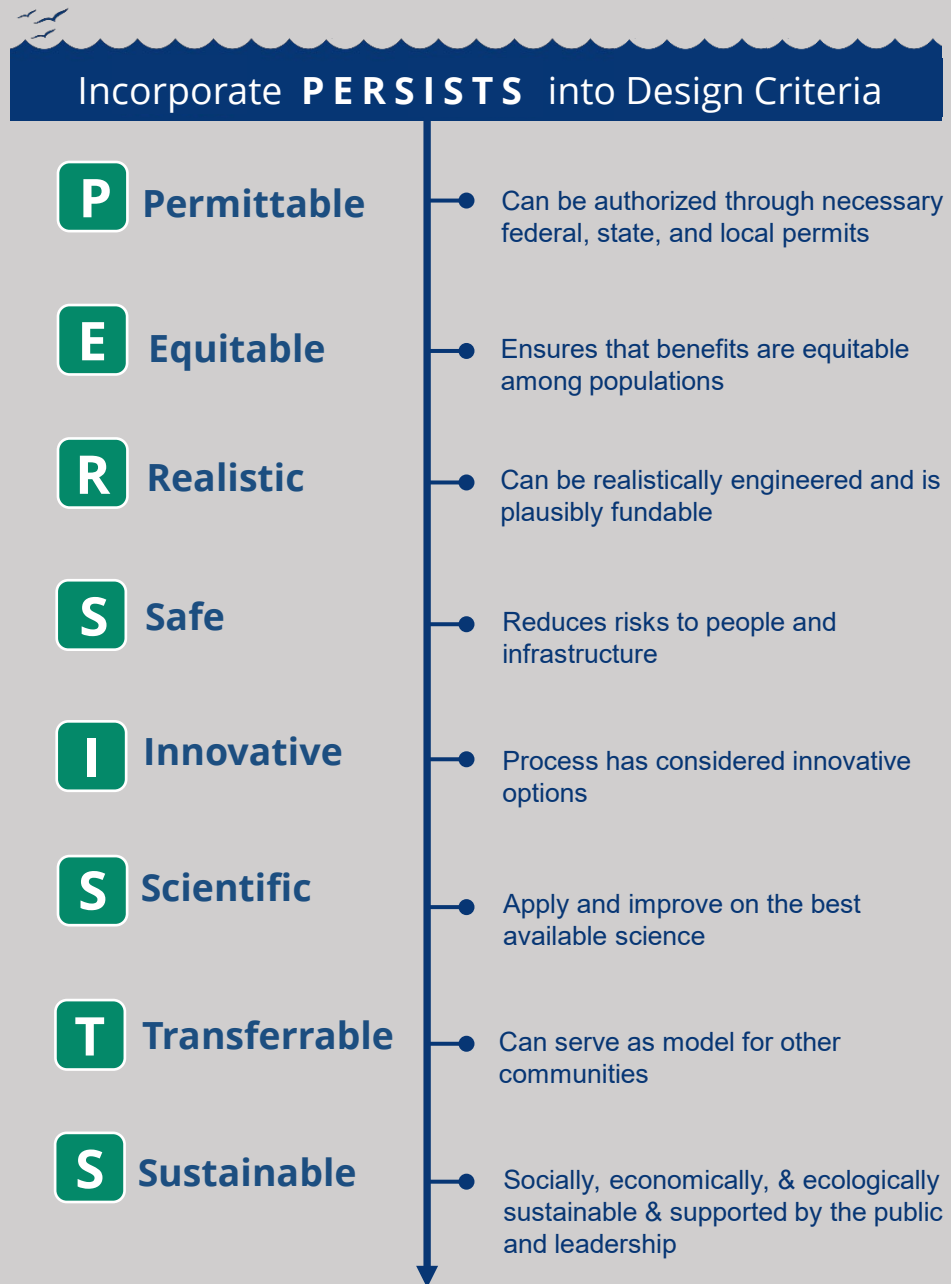 Incorporate PERSISTS into Design Criteria
P Permittable
Can be authorized through necessary
federal, state, and local permits
E Equitable
Ensures that benefits are equitable
among populations
R Realistic
Can be realistically engineered and is
plausibly fundable
S Safe
Reduces risks to people and
infrastructure
I Innovative
Process has considered innovative
options
S Scientific
Apply and improve on the best
available science
T Transferrable
Can serve as model for other
communities
S Sustainable
Socially, economically, & ecologically
sustainable & supported by the public
and leadership